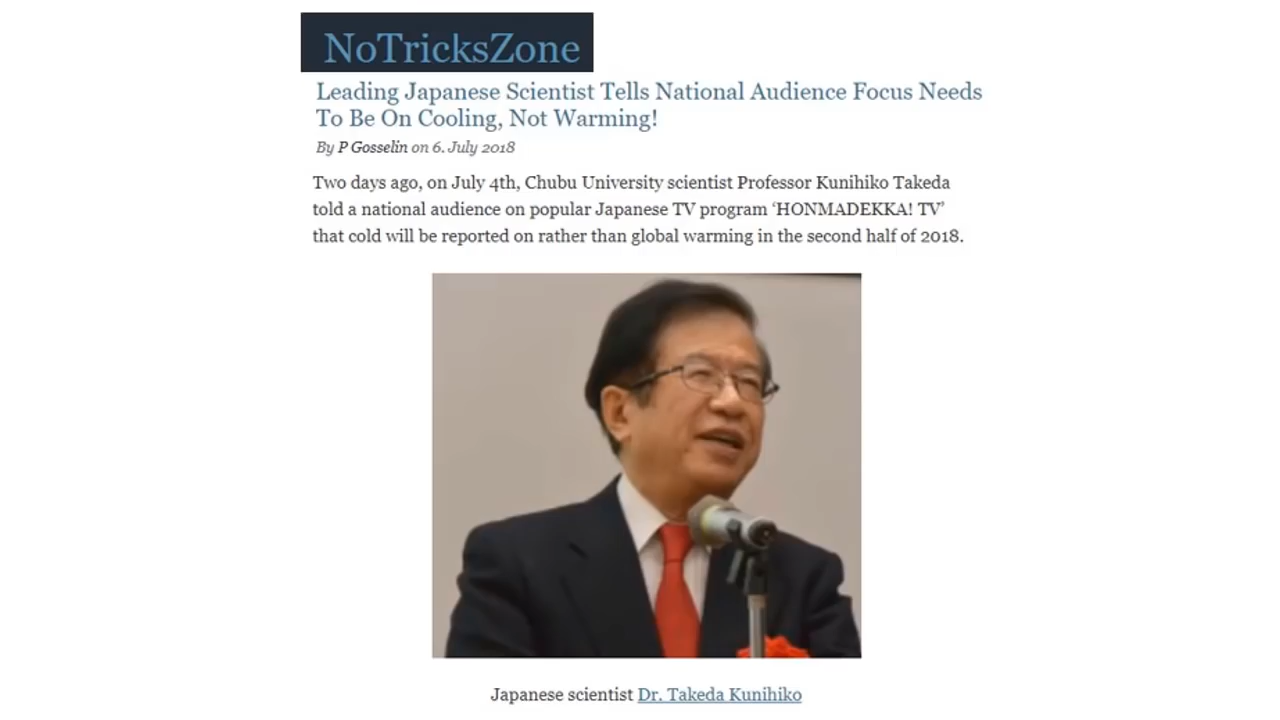 NoTricksZone
Leading Japanese Scientist Tells National Audience Focus Needs
To Be On Cooling, Not Warming!
By P Gosselin on 6. July 2018
Two days ago, on July 4th, Chubu University scientist Professor Kunihiko Takeda
told a national audience on popular Japanese TV program ‘HONMADEKKA! TV’
that cold will be reported on rather than global warming in the second half of 2018.
Japanese scientist Dr. Takeda Kunihiko